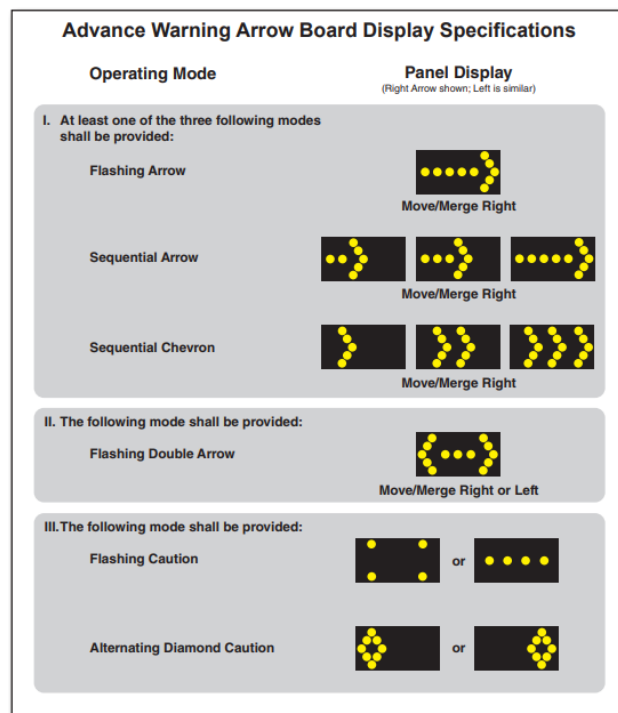 Advance Warning Arrow Board Display Specifications
Operating Mode
Panel Display
(Right Arrow shown; Left is similar)
I. At least one of the three following modes
shall be provided:
Flashing Arrow
Move/Merge Right
Sequential Arrow
Move/Merge Right
Sequential Chevron
Move/Merge Right
II. The following mode shall be provided:
Flashing Double Arrow
Move/Merge Right or Left
III.The following mode shall be provided:
Flashing Caution
or
Alternating Diamond Caution
or